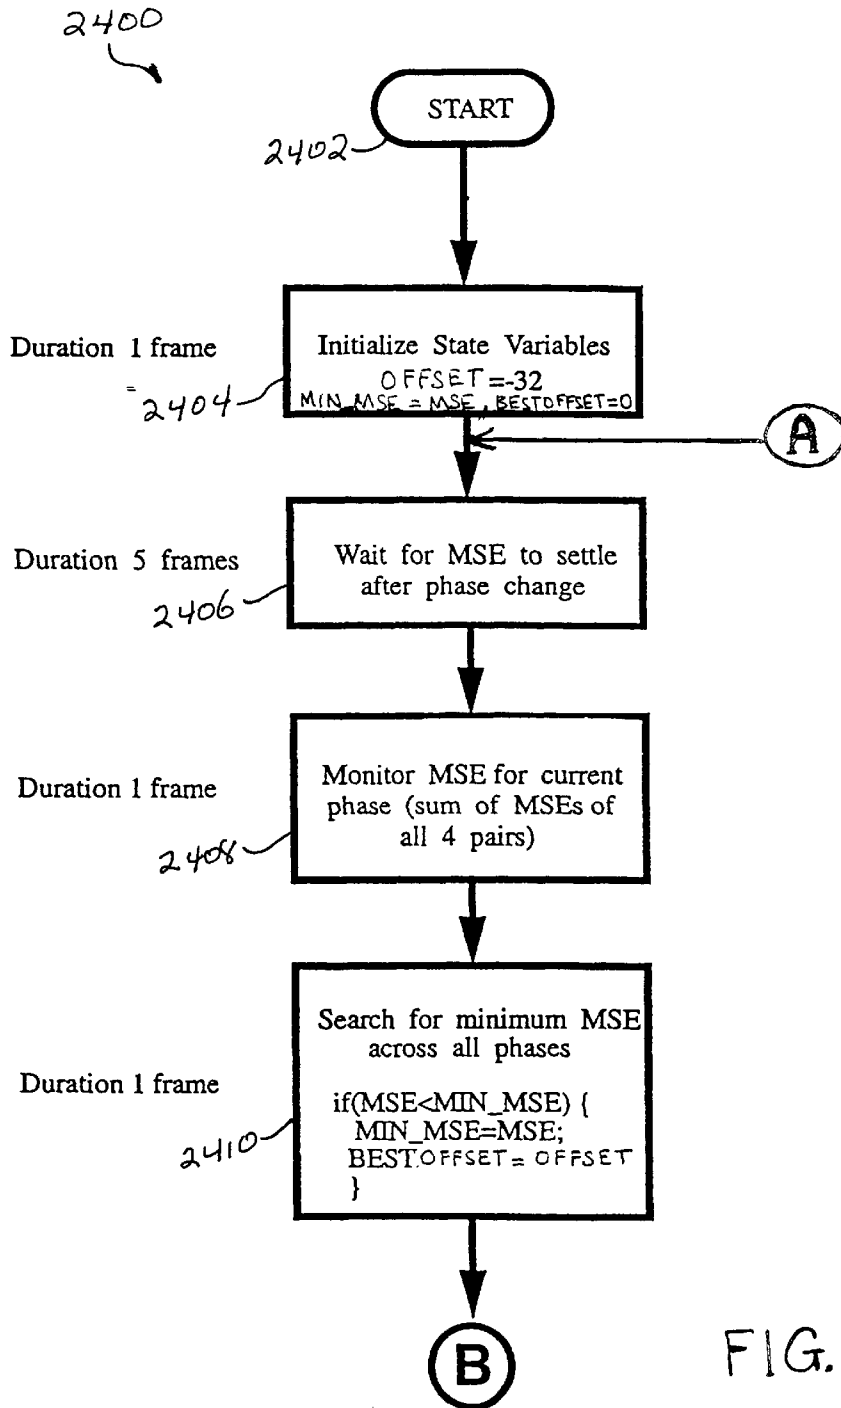 2400
START
2402
Duration 1 frame
Initialize State Variables
OFFSET=-32
MIN_MSE = MSE, BESTOFFSET=0
2404
A
Duration 5 frames
Wait for MSE to settle
after phase change
2406
Duration 1 frame
Monitor MSE for current
phase (sum of MSEs of
all 4 pairs)
2408
Search for minimum MSE
across all phases
Duration 1 frame
if(MSE<MIN_MSE) {
MIN_MSE=MSE;
BEST.OFFSET = OFFSET
}
2410
B
FIG.